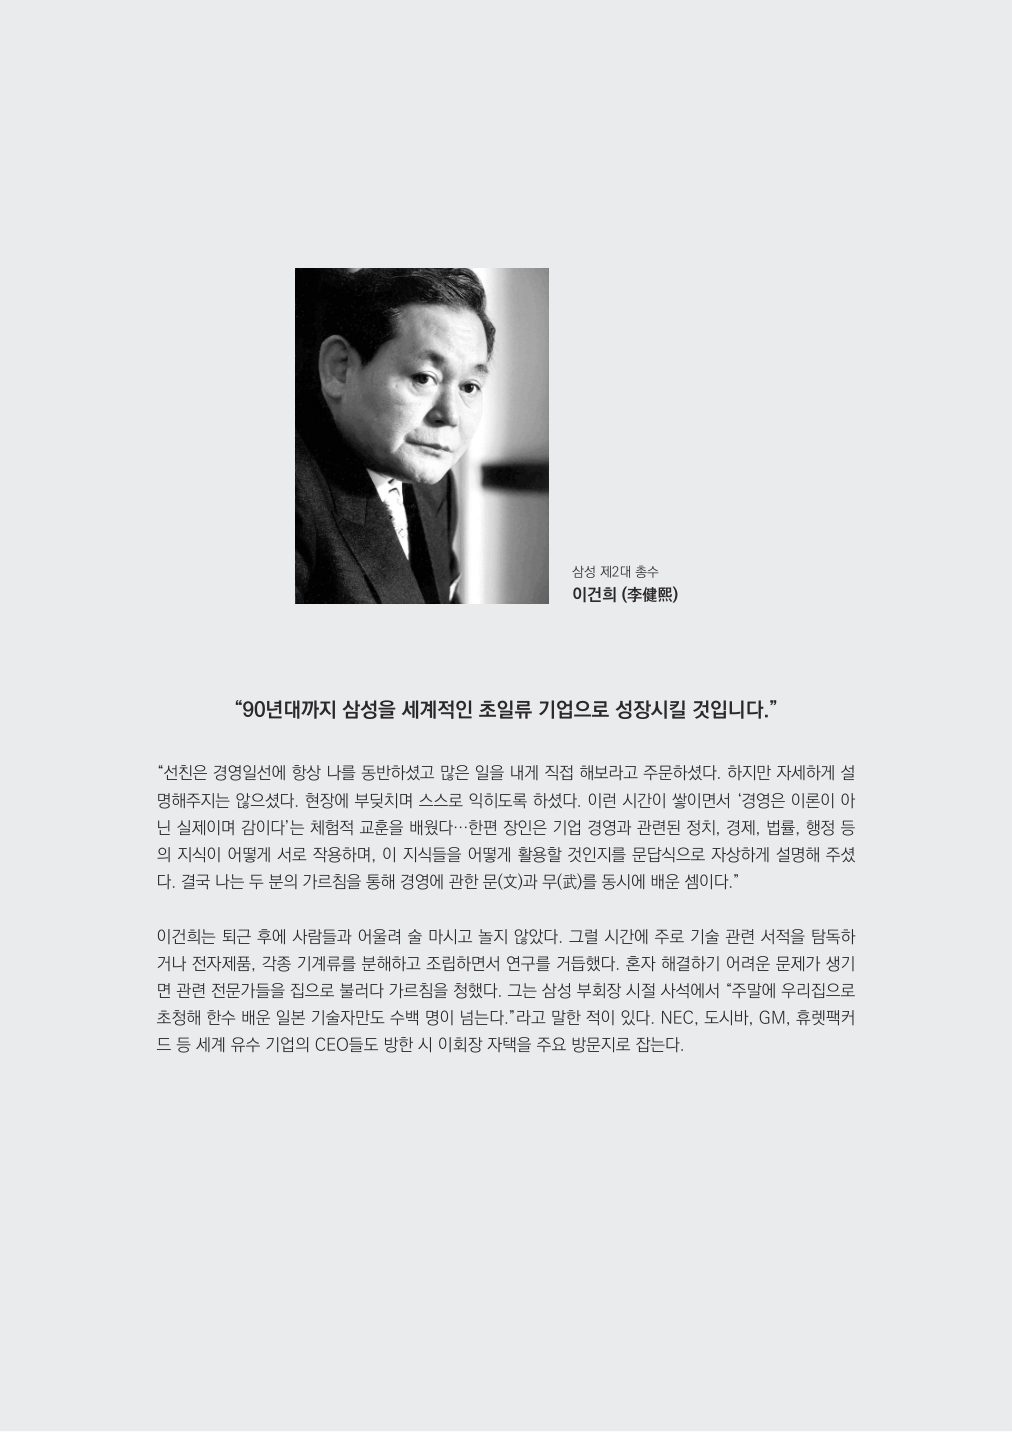 삼성 제2대 총수
이건희 (李健熙)
“90년대까지 삼성을 세계적인 초일류 기업으로 성장시킬 것입니다.”
“선친은 경영일선에 항상 나를 동반하셨고 많은 일을 내게 직접 해보라고 주문하셨다. 하지만 자세하게 설
명해주지는 않으셨다. 현장에 부딪치며 스스로 익히도록 하셨다. 이런 시간이 쌓이면서 ‘경영은 이론이 아
닌 실제이며 감이다’는 체험적 교훈을 배웠다…한편 장인은 기업 경영과 관련된 정치, 경제, 법률, 행정 등
의 지식이 어떻게 서로 작용하며, 이 지식들을 어떻게 활용할 것인지를 문답식으로 자상하게 설명해 주셨
다. 결국 나는 두 분의 가르침을 통해 경영에 관한 문(文)과 무(武)를 동시에 배운 셈이다.”
이건희는 퇴근 후에 사람들과 어울려 술 마시고 놀지 않았다. 그럴 시간에 주로 기술 관련 서적을 탐독하
거나 전자제품, 각종 기계류를 분해하고 조립하면서 연구를 거듭했다. 혼자 해결하기 어려운 문제가 생기
면 관련 전문가들을 집으로 불러다 가르침을 청했다. 그는 삼성 부회장 시절 사석에서 “주말에 우리집으로
초청해 한수 배운 일본 기술자만도 수백 명이 넘는다.”라고 말한 적이 있다. NEC, 도시바, GM, 휴렛팩커
드 등 세계 유수 기업의 CEO들도 방한 시 이회장 자택을 주요 방문지로 잡는다.